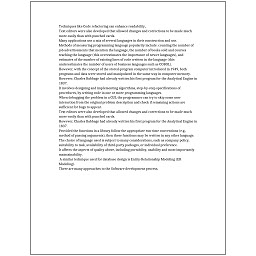 Techniques like Code refactoring can enhance readability.
Text editors were also developed that allowed changes and corrections to be made much
more easily than with punched cards.
Many applications use a mix of several languages in their construction and use.
Methods of measuring programming language popularity include: counting the number of
job advertisements that mention the language, the number of books sold and courses
teaching the language (this overestimates the importance of newer languages), and
estimates of the number of existing lines of code written in the language (this
underestimates the number of users of business languages such as COBOL).
However, with the concept of the stored-program computer introduced in 1949, both
programs and data were stored and manipulated in the same way in computer memory.
However, Charles Babbage had already written his first program for the Analytical Engine in
1837.
It involves designing and implementing algorithms, step-by-step specifications of
procedures, by writing code in one or more programming languages.
When debugging the problem in a GUI, the programmer can try to skip some user
interaction from the original problem description and check if remaining actions are
sufficient for bugs to appear.
Text editors were also developed that allowed changes and corrections to be made much
more easily than with punched cards.
However, Charles Babbage had already written his first program for the Analytical Engine in
1837.
Provided the functions in a library follow the appropriate run-time conventions (e.g.,
method of passing arguments), then these functions may be written in any other language.
The choice of language used is subject to many considerations, such as company policy,
suitability to task, availability of third-party packages, or individual preference.
It affects the aspects of quality above, including portability, usability and most importantly
maintainability.
A similar technique used for database design is Entity-Relationship Modeling (ER
Modeling).
There are many approaches to the Software development process.